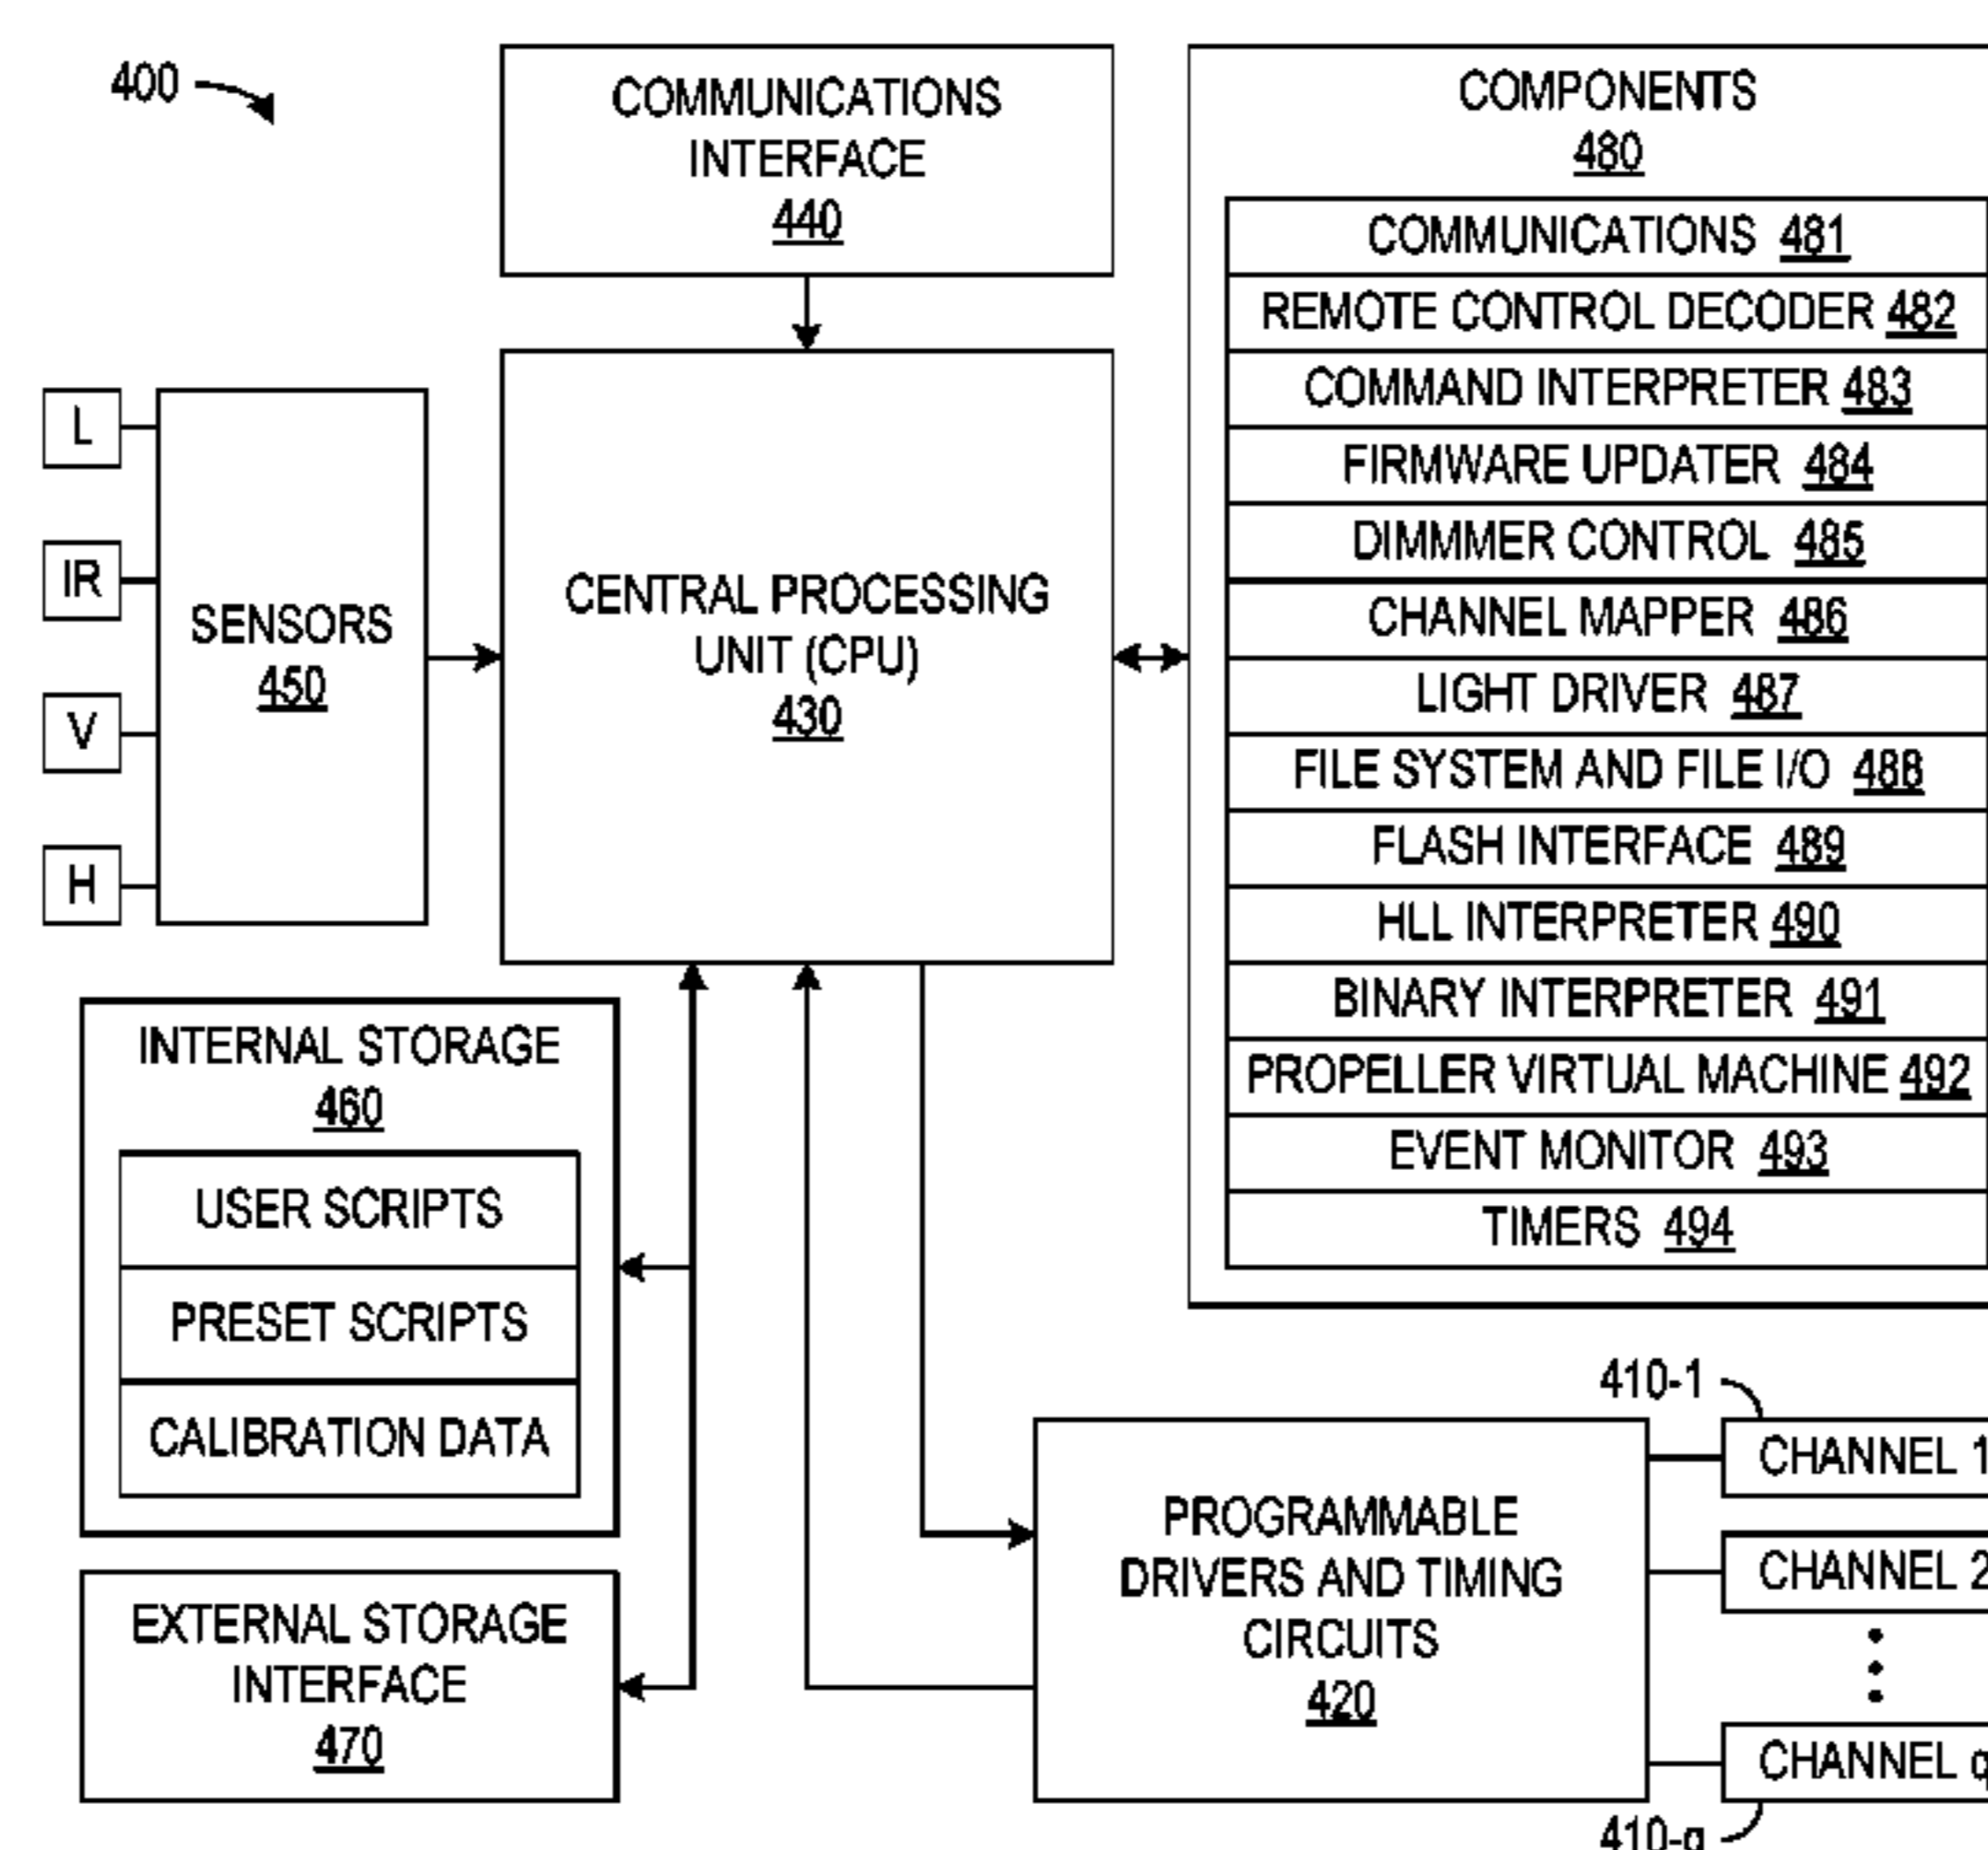 400
COMMUNICATIONS
INTERFACE
440
COMPONENTS
480
COMMUNICATIONS 481
REMOTE CONTROL DECODER 482
COMMAND INTERPRETER 483
FIRMWARE UPDATER 484
DIMMMER CONTROL 485
CHANNEL MAPPER 486
LIGHT DRIVER 487
FILE SYSTEM AND FILE I/O 488
FLASH INTERFACE 489
HLL INTERPRETER 490
BINARY INTERPRETER 491
PROPELLER VIRTUAL MACHINE 492
EVENT MONITOR 493
TIMERS 494
L
IR
V
H
SENSORS
450
CENTRAL PROCESSING
UNIT (CPU)
430
INTERNAL STORAGE
460
USER SCRIPTS
PRESET SCRIPTS
CALIBRATION DATA
EXTERNAL STORAGE
INTERFACE
470
PROGRAMMABLE
DRIVERS AND TIMING
CIRCUITS
420
410-1
CHANNEL 1
CHANNEL 2
CHANNEL q
410-q